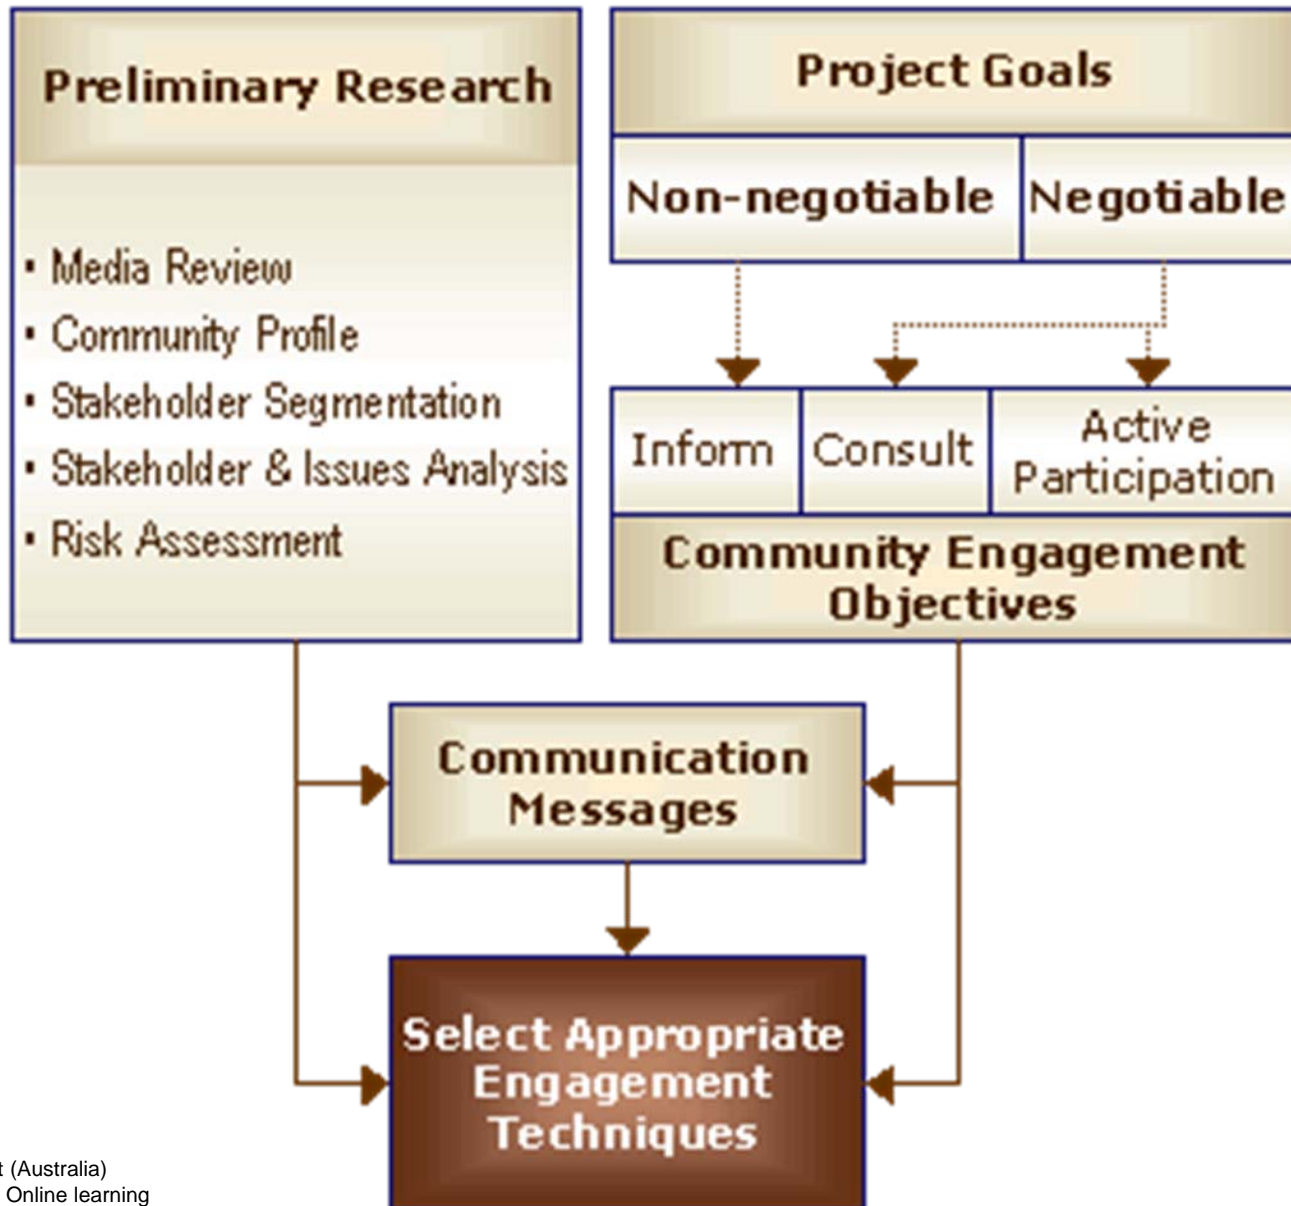 Preliminary Research
· Media Review
· Community Profile
· Stakeholder Segmentation
· Stakeholder & Issues Analysis
· Risk Assessment
Project Goals
Non-negotiable
Negotiable
Inform
Consult
Active
Participation
Community Engagement
Objectives
Communication
Messages
Select Appropriate
Engagement
Techniques
(Australia)
Online learning